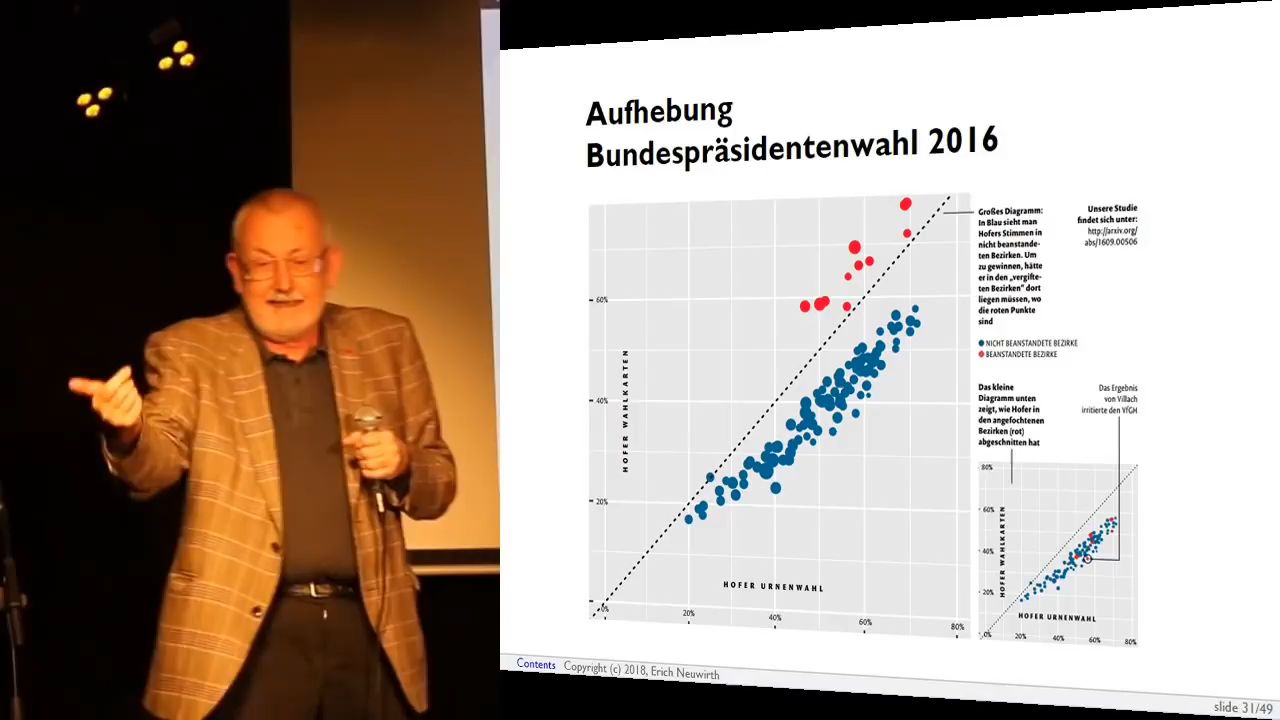 Aufhebung
Bundespräsidentenwahl 2016
60%
40%
20%
0%
20%
40%
60%
80%
HOFER WAHLKARTEN
HOFER URNENWAHL
Großes Diagramm:
In Blau sieht man
Hofers Stimmen in
nicht beanstande-
ten Bezirken. Um
zu gewinnen, hätte
er in den „vergifte-
ten Bezirken“ dort
liegen müssen, wo
die roten Punkte
sind
Unsere Studie
findet sich unter:
http://arxiv.org/
abs/1609.00506
NICHT BEANSTANDETE BEZIRKE
BEANSTANDETE BEZIRKE
Das kleine
Diagramm unten
zeigt, wie Hofer in
den angefochtenen
Bezirken (rot)
abgeschnitten hat
Das Ergebnis
von Villach
irritierte den VfGH
80%
60%
40%
20%
0%
20%
40%
60%
80%
HOFER WAHLKARTEN
HOFER URNENWAHL
Contents Copyright (c) 2018, Erich Neuwirth
slide 31/49